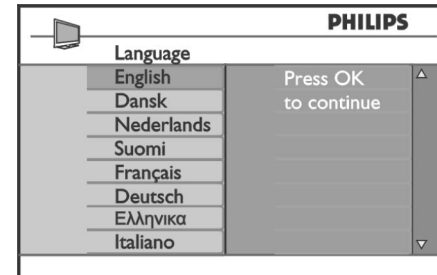 PHILIPS
Language
English
Press OK
Dansk
to continue
Nederlands
Suomi
Français
Deutsch
Ελληνικα
Italiano